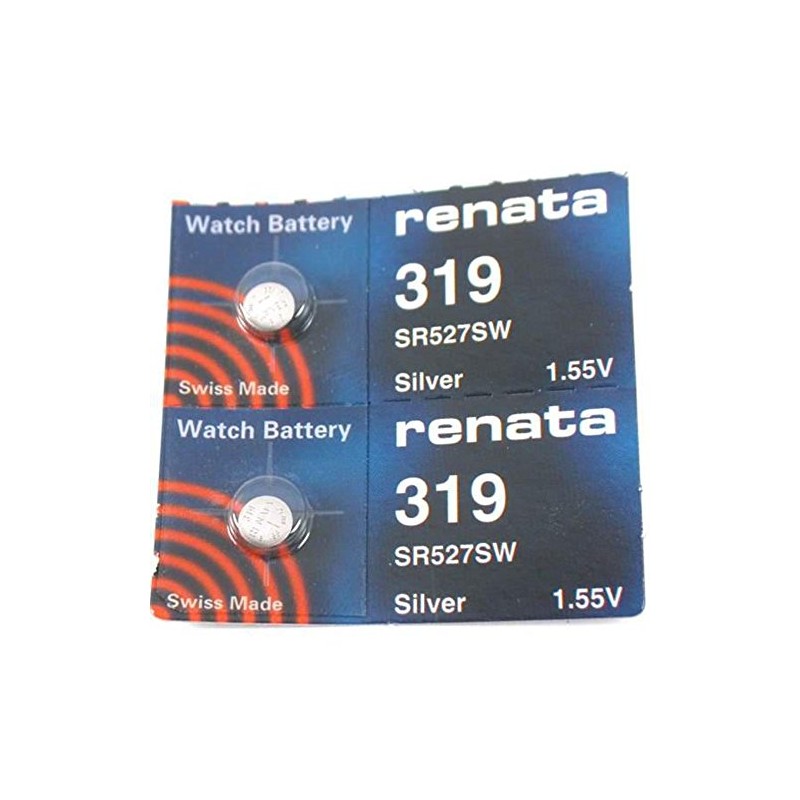 Watch Battery
renata
319
SR527SW
Swiss Made
Silver 1.55V
Watch Battery
renata
319
SR527SW
Swiss Made
Silver 1.55V